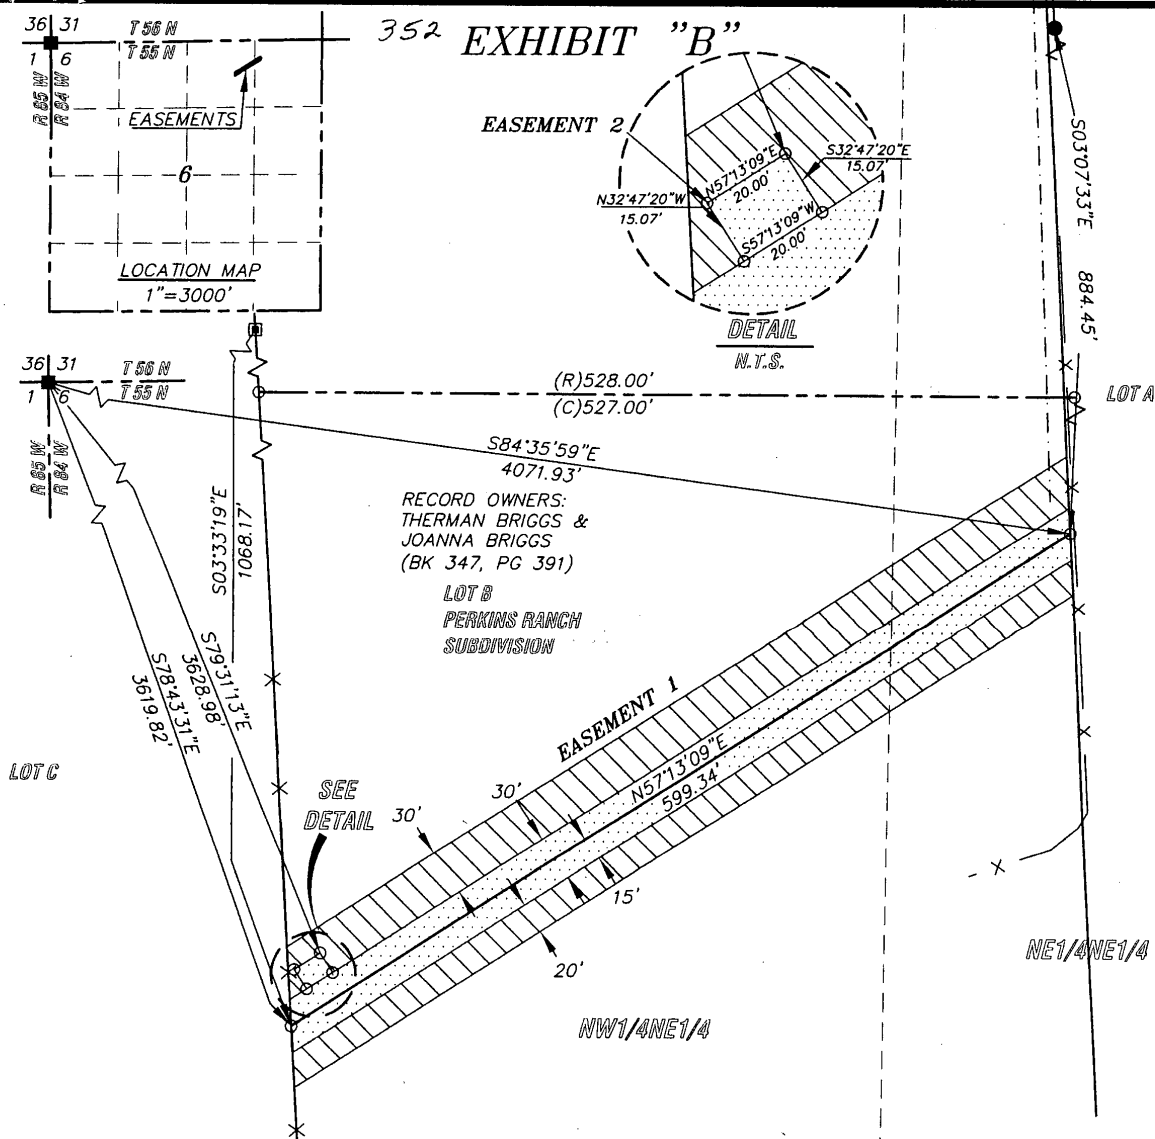 352 EXHIBIT "B"
36 31
T 56 N
T 55 N
1 6
R 85 W
R 84 W
EASEMENTS
6
LOCATION MAP
1"=3000'
EASEMENT 2
N57°13'09"E
20.00'
S32°47'20"E
15.07'
N32°47'20"W
15.07'
S57°13'09"W
20.00'
DETAIL
N.T.S.
S03°07'33"E 884.45'
36 31
T 56 N
T 55 N
1 6
R 85 W
R 84 W
(R)528.00'
(C)527.00'
LOT A
S84°35'59"E
4071.93'
RECORD OWNERS:
THERMAN BRIGGS &
JOANNA BRIGGS
(BK 347, PG 391)
LOT B
PERKINS RANCH
SUBDIVISION
S03°33'19"E
1068.17'
S79°31'13"E
3628.98'
S78°43'31"E
3619.82'
LOT C
SEE
DETAIL
EASEMENT 1
N57°13'09"E
599.34'
30'
30'
15'
20'
NE1/4NE1/4
NW1/4NE1/4